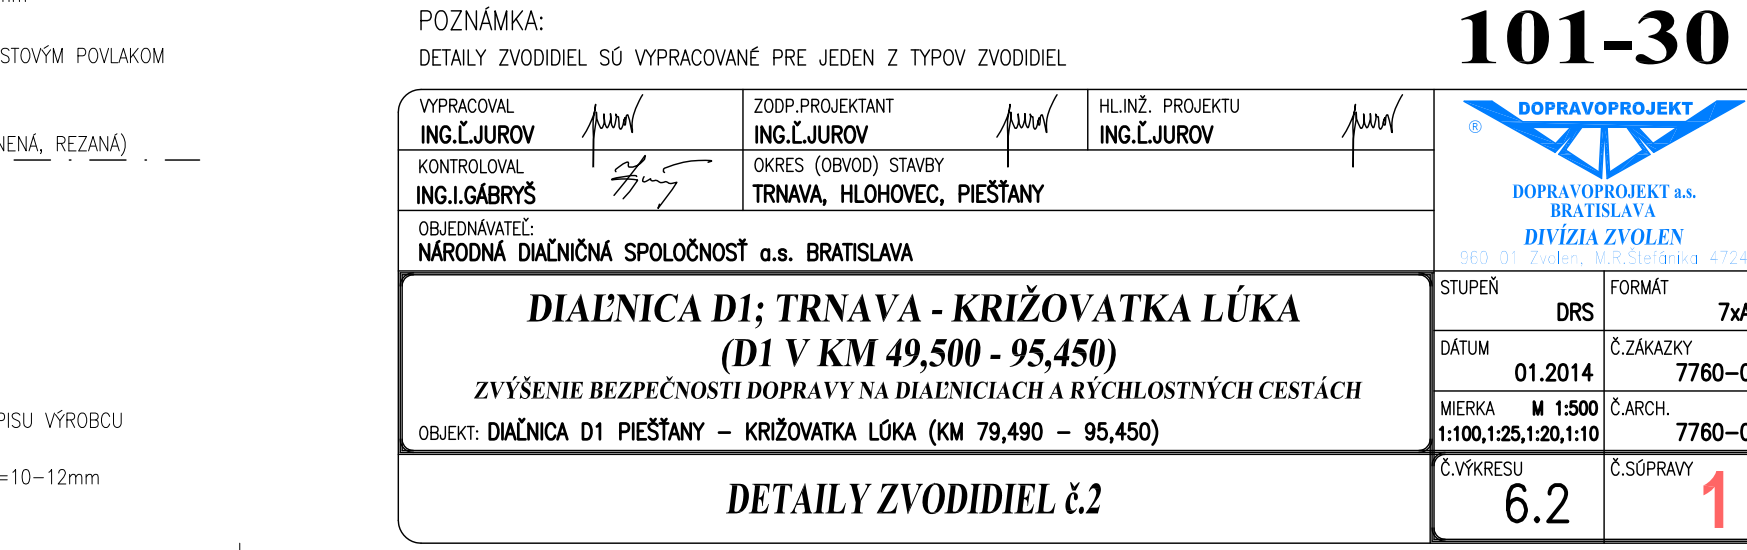 POZNÁMKA:
DETAILY ZVODIDIEL SÚ VYPRACOVANÉ PRE JEDEN Z TYPOV ZVODIDIEL
101-30
STOVÝM POVLAKOM
NENÁ, REZANÁ)
PISU VÝROBCU
=10-12mm
VYPRACOVAL
ING.Ľ.JUROV
ZODP.PROJEKTANT
ING.Ľ.JUROV
HL.INŽ. PROJEKTU
ING.Ľ.JUROV
KONTROLOVAL
ING.I.GÁBRYŠ
OKRES (OBVOD) STAVBY
TRNAVA, HLOHOVEC, PIEŠŤANY
OBJEDNÁVATEĽ:
NÁRODNÁ DIAĽNIČNÁ SPOLOČNOSŤ a.s. BRATISLAVA
DOPRAVOPROJEKT
®
DOPRAVOPROJEKT a.s.
BRATISLAVA
DIVÍZIA ZVOLEN
960 01 Zvolen, M.R.Štefánika 4724
DIAĽNICA D1; TRNAVA - KRIŽOVATKA LÚKA
(D1 V KM 49,500 - 95,450)
ZVÝŠENIE BEZPEČNOSTI DOPRAVY NA DIAĽNICIACH A RÝCHLOSTNÝCH CESTÁCH
OBJEKT: DIAĽNICA D1 PIEŠŤANY - KRIŽOVATKA LÚKA (KM 79,490 - 95,450)
STUPEŇ
DRS
FORMÁT
7xA
DÁTUM
01.2014
Č.ZÁKAZKY
7760-0
MIERKA M 1:500
1:100,1:25,1:20,1:10
Č.ARCH.
7760-0
DETAILY ZVODIDIEL č.2
Č.VÝKRESU
6.2
Č.SÚPRAVY
1